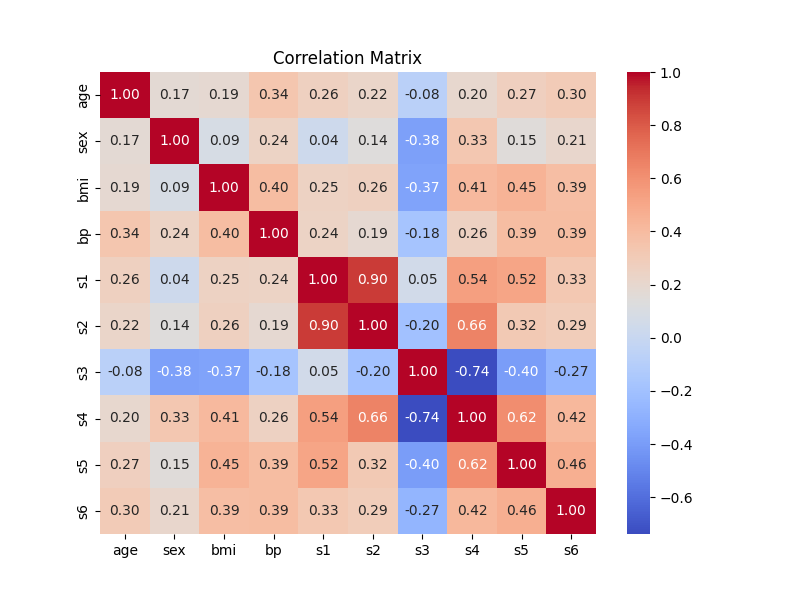 Correlation Matrix
age 1.00 0.17 0.19 0.34 0.26 0.22 -0.08 0.20 0.27 0.30
sex 0.17 1.00 0.09 0.24 0.04 0.14 -0.38 0.33 0.15 0.21
bmi 0.19 0.09 1.00 0.40 0.25 0.26 -0.37 0.41 0.45 0.39
bp 0.34 0.24 0.40 1.00 0.24 0.19 -0.18 0.26 0.39 0.39
s1 0.26 0.04 0.25 0.24 1.00 0.90 0.05 0.54 0.52 0.33
s2 0.22 0.14 0.26 0.19 0.90 1.00 -0.20 0.66 0.32 0.29
s3 -0.08 -0.38 -0.37 -0.18 0.05 -0.20 1.00 -0.74 -0.40 -0.27
s4 0.20 0.33 0.41 0.26 0.54 0.66 -0.74 1.00 0.62 0.42
s5 0.27 0.15 0.45 0.39 0.52 0.32 -0.40 0.62 1.00 0.46
s6 0.30 0.21 0.39 0.39 0.33 0.29 -0.27 0.42 0.46 1.00
age sex bmi bp s1 s2 s3 s4 s5 s6
1.0
0.8
0.6
0.4
0.2
0.0
−0.2
−0.4
−0.6